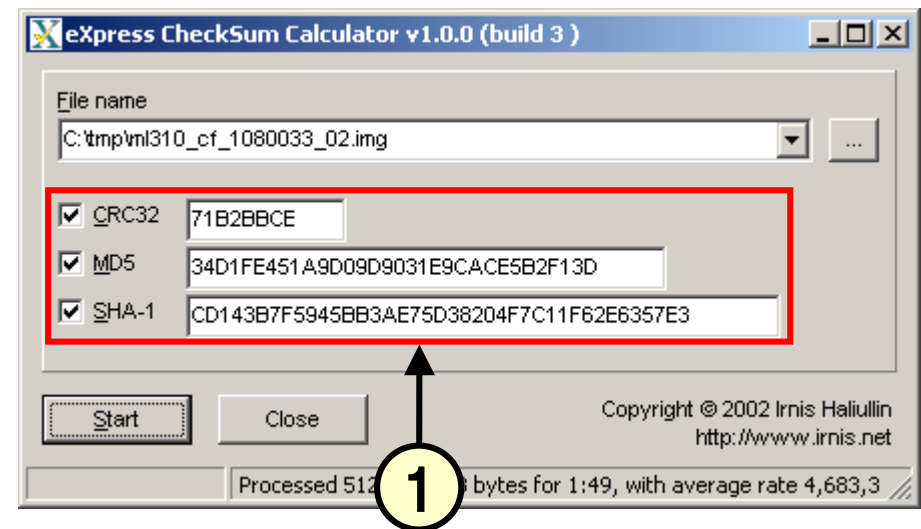 eXpress CheckSum Calculator v1.0.0 (build 3 )
File name
C:\tmp\ml310_cf_1080033_02.img
...
CRC32 71B2BBCE
MD5 34D1FE451A9D09D9031E9CACE5B2F13D
SHA-1 CD143B7F5945BB3AE75D38204F7C11F62E6357E3
Start Close Copyright © 2002 Irnis Haliullin
http://www.irnis.net
Processed 512 bytes for 1:49, with average rate 4,683,3
1